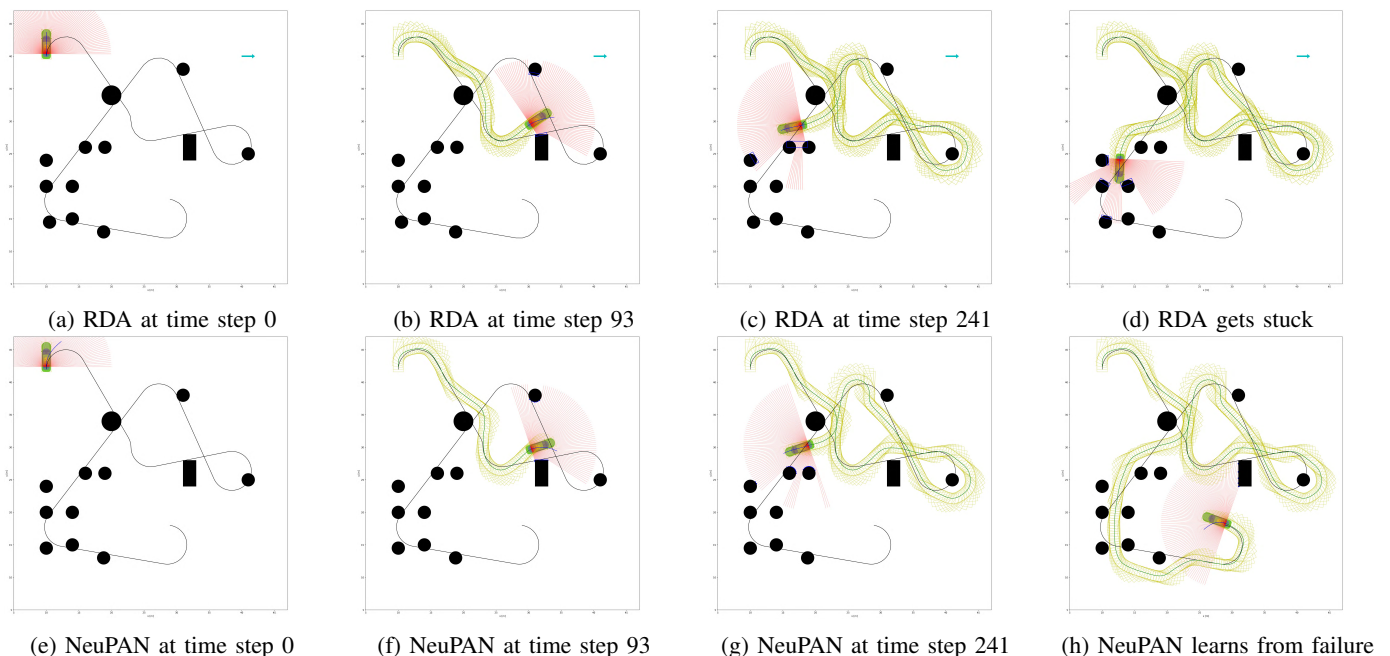 (a) RDA at time step 0
(b) RDA at time step 93
(c) RDA at time step 241
(d) RDA gets stuck
(e) NeuPAN at time step 0
(f) NeuPAN at time step 93
(g) NeuPAN at time step 241
(h) NeuPAN learns from failure